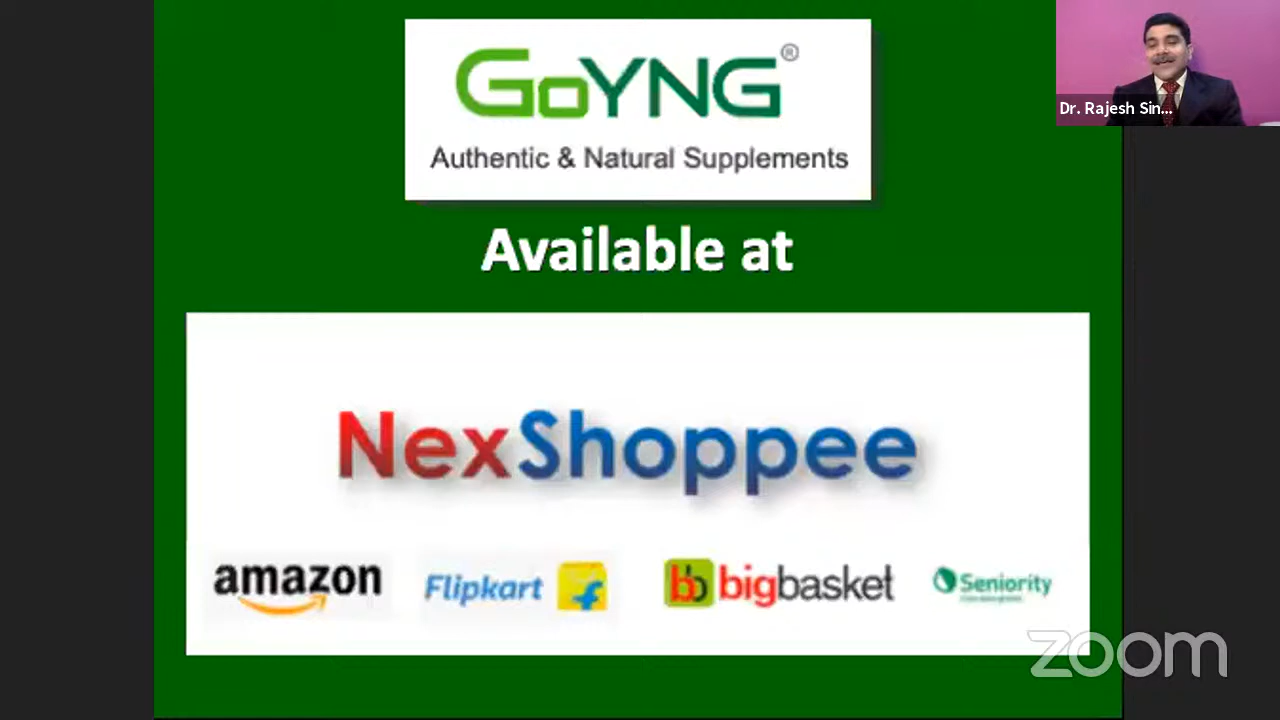 GoYNG®
Authentic & Natural Supplements
Dr. Rajesh Sin...
Available at
NexShoppee
amazon
Flipkart
bigbasket
Seniority
zoom